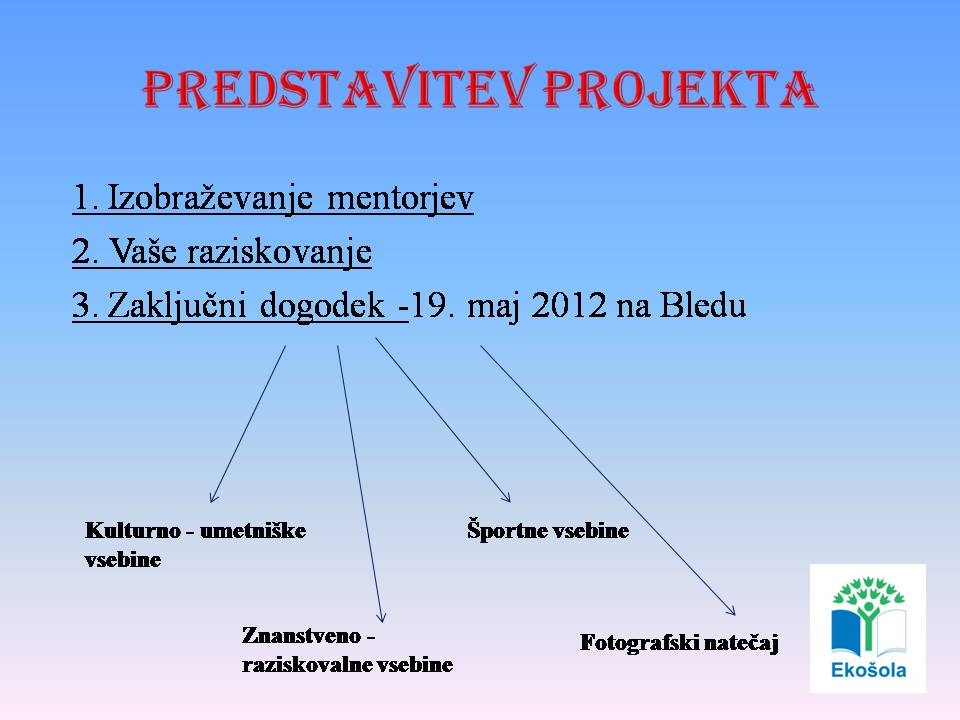 PREDSTAVITEV PROJEKTA
1. Izobraževanje mentorjev
2. Vaše raziskovanje
3. Zaključni dogodek -19. maj 2012 na Bledu
Kulturno - umetniške
vsebine
Športne vsebine
Znanstveno -
raziskovalne vsebine
Fotografski natečaj
Ekošola